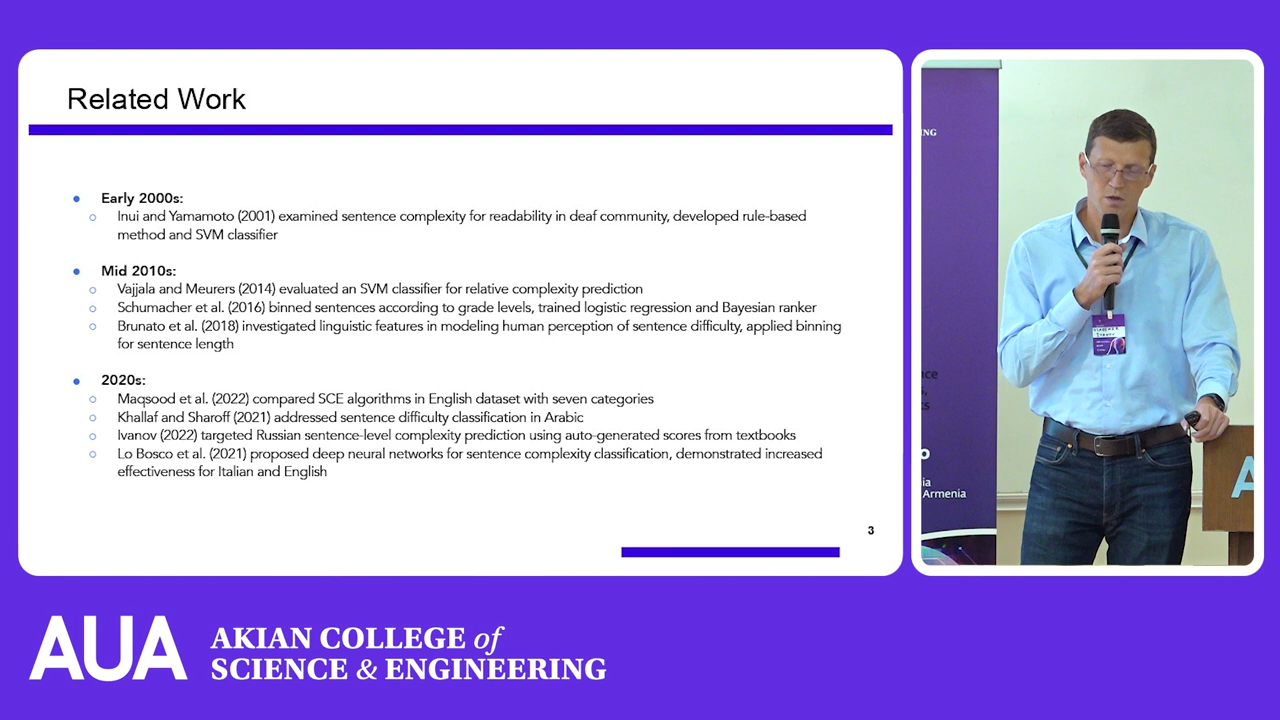 Related Work
Early 2000s:
Inui and Yamamoto (2001) examined sentence complexity for readability in deaf community, developed rule-based
method and SVM classifier
Mid 2010s:
Vajjala and Meurers (2014) evaluated an SVM classifier for relative complexity prediction
Schumacher et al. (2016) binned sentences according to grade levels, trained logistic regression and Bayesian ranker
Brunato et al. (2018) investigated linguistic features in modeling human perception of sentence difficulty, applied binning
for sentence length
2020s:
Maqsood et al. (2022) compared SCE algorithms in English dataset with seven categories
Khallaf and Sharoff (2021) addressed sentence difficulty classification in Arabic
Ivanov (2022) targeted Russian sentence-level complexity prediction using auto-generated scores from textbooks
Lo Bosco et al. (2021) proposed deep neural networks for sentence complexity classification, demonstrated increased
effectiveness for Italian and English
3
ING
Armenia
A
AUA
AKIAN COLLEGE of
SCIENCE & ENGINEERING